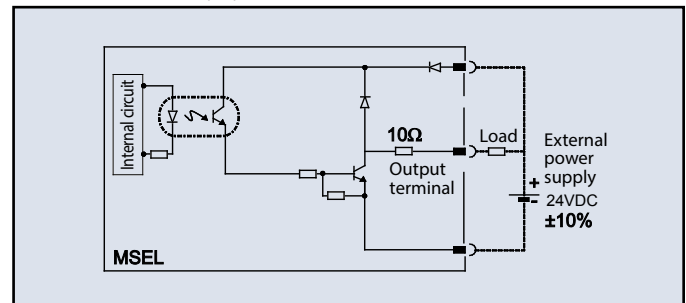 Internal circuit
10Ω
Output
terminal
Load
External
power
supply
+
-
24VDC
±10%
MSEL